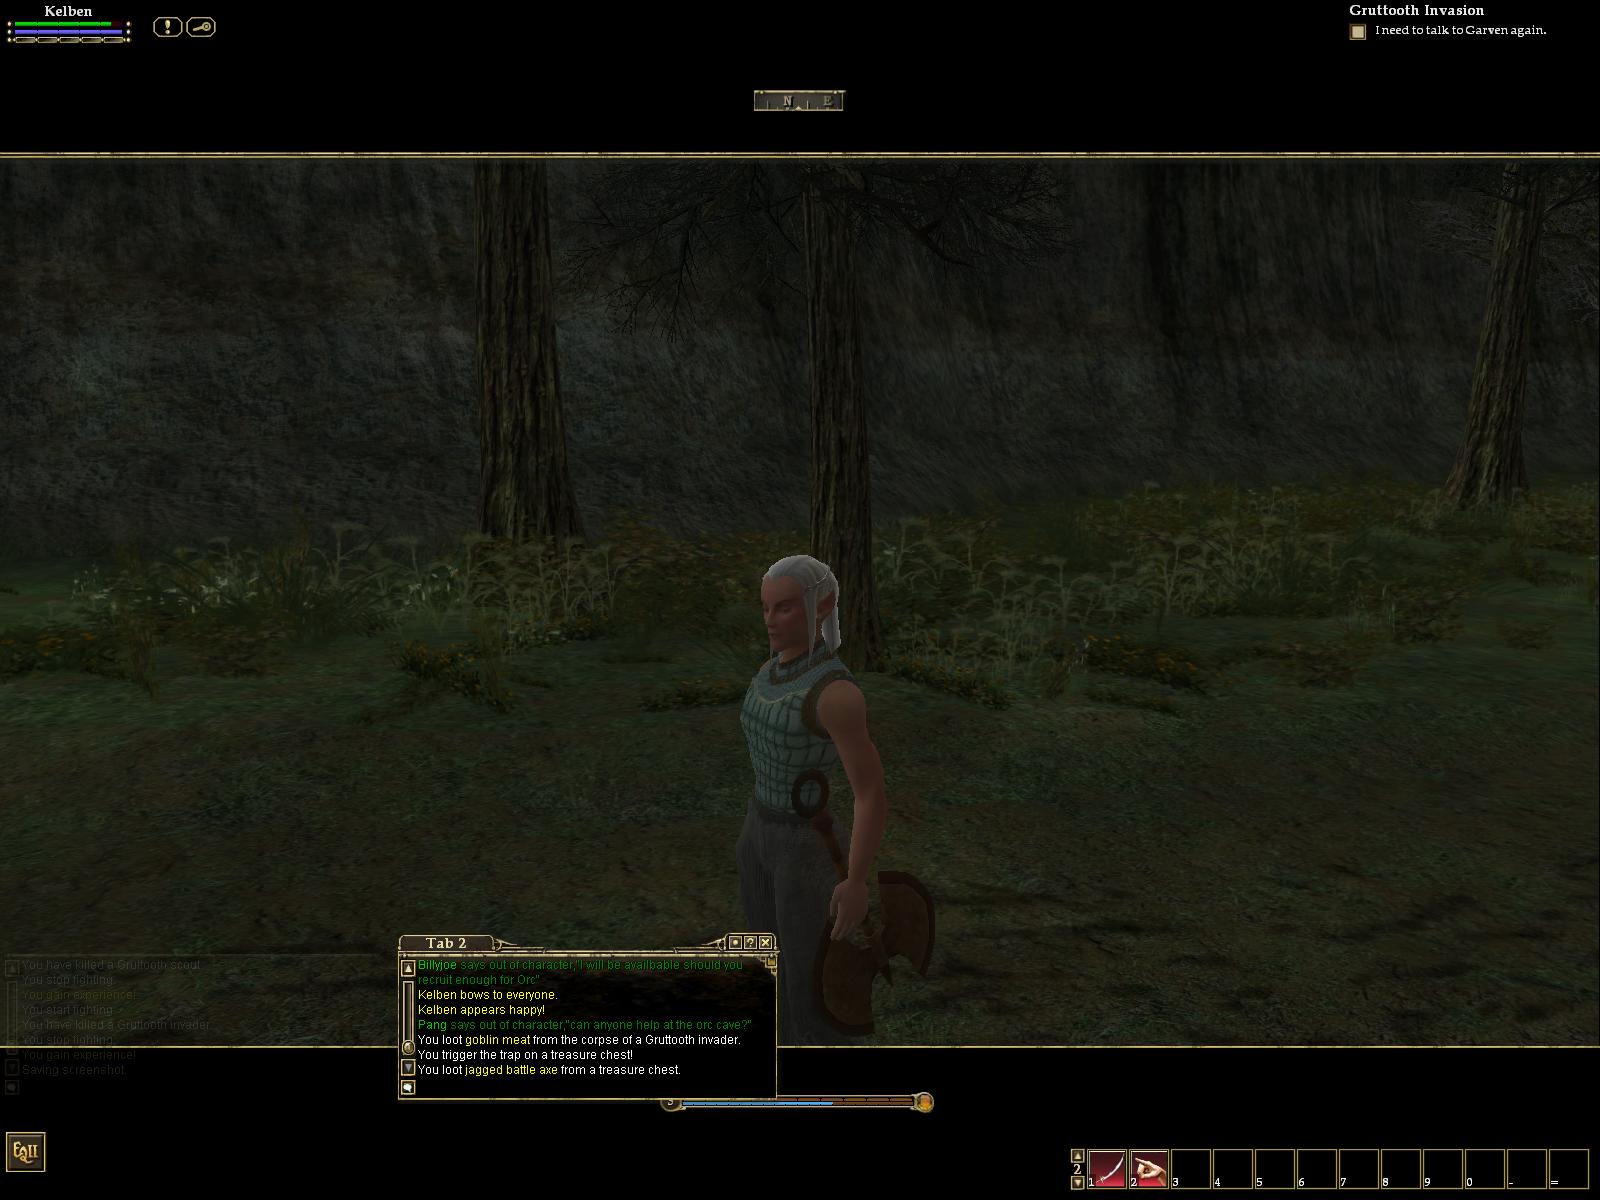 Kelben
Gruttooth Invasion
I need to talk to Garven again.
N E
Tab 2
Billyjoe says out of character,"I will be availbable should you
recruit enough for Orc"
Kelben bows to everyone.
Kelben appears happy!
Pang says out of character,"can anyone help at the orc cave?"
You loot goblin meat from the corpse of a Gruttooth invader.
You trigger the trap on a treasure chest!
You loot jagged battle axe from a treasure chest.
You have killed a Gruttooth scout.
You stop fighting.
You gain experience!
You start fighting.
You have killed a Gruttooth invader.
You stop fighting.
You gain experience!
Saving screenshot.
EQII
2
1 2 3 4 5 6 7 8 9 0 - =